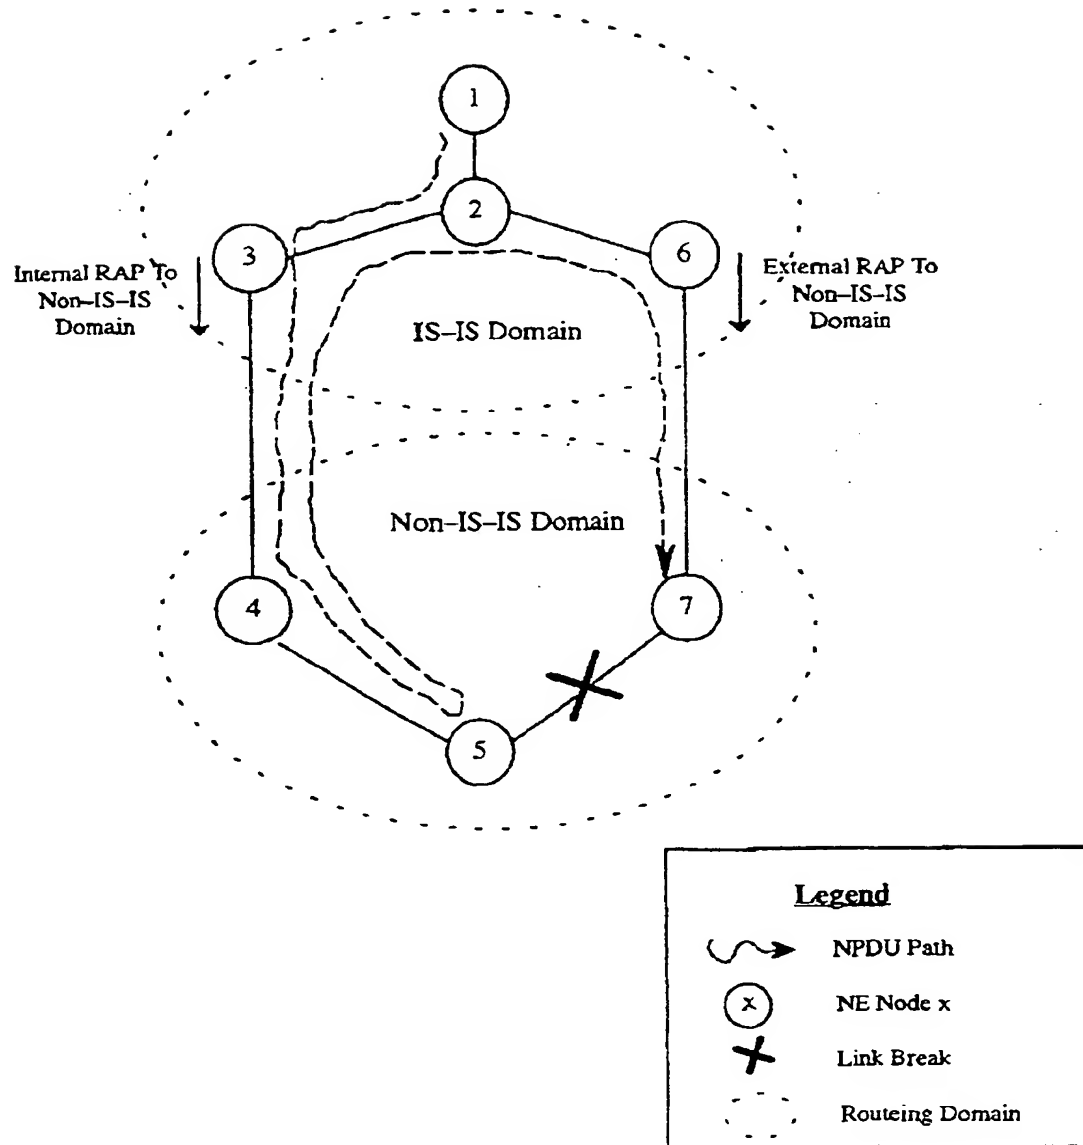 1
2
3
6
Internal RAP To
Non-IS-IS
Domain
External RAP To
Non-IS-IS
Domain
IS-IS Domain
Non-IS-IS Domain
4
7
5
Legend
NPDU Path
x
NE Node x
Link Break
Routeing Domain